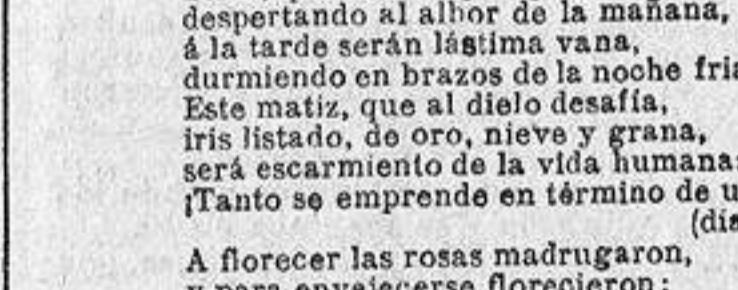 despertando al albor de la mañana,
á la tarde serán lástima vana,
durmiendo en brazos de la noche fria
Este matiz, que al dielo desafía,
iris listado, de oro, nieve y grana,
será escarmiento de la vida humana:
¡Tanto se emprende en término de u
(dia
A florecer las rosas madrugaron,
y para envejecerse florecieron: